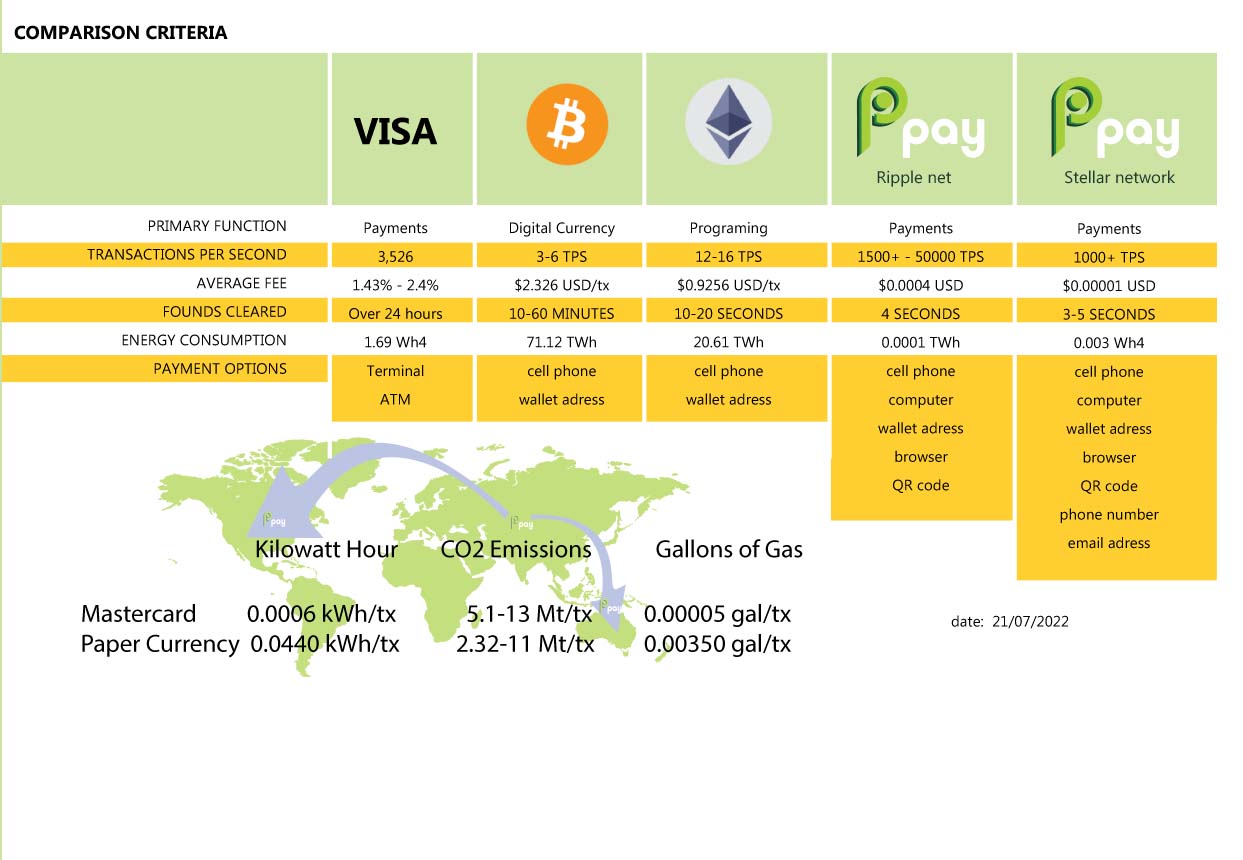 COMPARISON CRITERIA
VISA
pay
pay
Ripple net
Stellar network
PRIMARY FUNCTION Payments Digital Currency Programing Payments Payments
TRANSACTIONS PER SECOND 3,526 3-6 TPS 12-16 TPS 1500+ - 50000 TPS 1000+ TPS
AVERAGE FEE 1.43% - 2.4% $2.326 USD/tx $0.9256 USD/tx $0.0004 USD $0.00001 USD
FOUNDS CLEARED Over 24 hours 10-60 MINUTES 10-20 SECONDS 4 SECONDS 3-5 SECONDS
ENERGY CONSUMPTION 1.69 Wh4 71.12 TWh 20.61 TWh 0.0001 TWh 0.003 Wh4
PAYMENT OPTIONS Terminal cell phone cell phone cell phone cell phone
ATM wallet adress wallet adress computer computer
wallet adress wallet adress
browser browser
QR code QR code
phone number
email adress
pay
pay
Kilowatt Hour CO2 Emissions Gallons of Gas
pay
Mastercard 0.0006 kWh/tx 5.1-13 Mt/tx 0.00005 gal/tx
Paper Currency 0.0440 kWh/tx 2.32-11 Mt/tx 0.00350 gal/tx
date: 21/07/2022